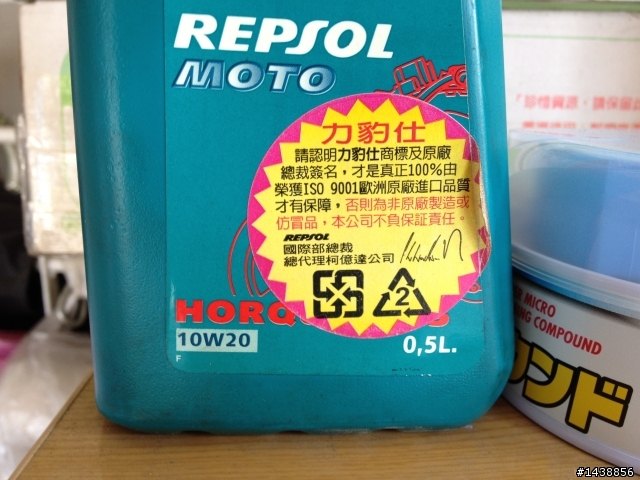 REPSOL
MOTO
力豹仕
請認明力豹仕商標及原廠
總裁簽名，才是真正100%由
榮獲ISO 9001歐洲原廠進口品質
才有保障，否則為非原廠製造或
仿冒品，本公司不負保證責任。
REPSOL
國際部總裁
總代理柯億達公司
2
HORQ
S
10W20
0,5L.
F
MICRO
COMPOUND
ンド
#1438856